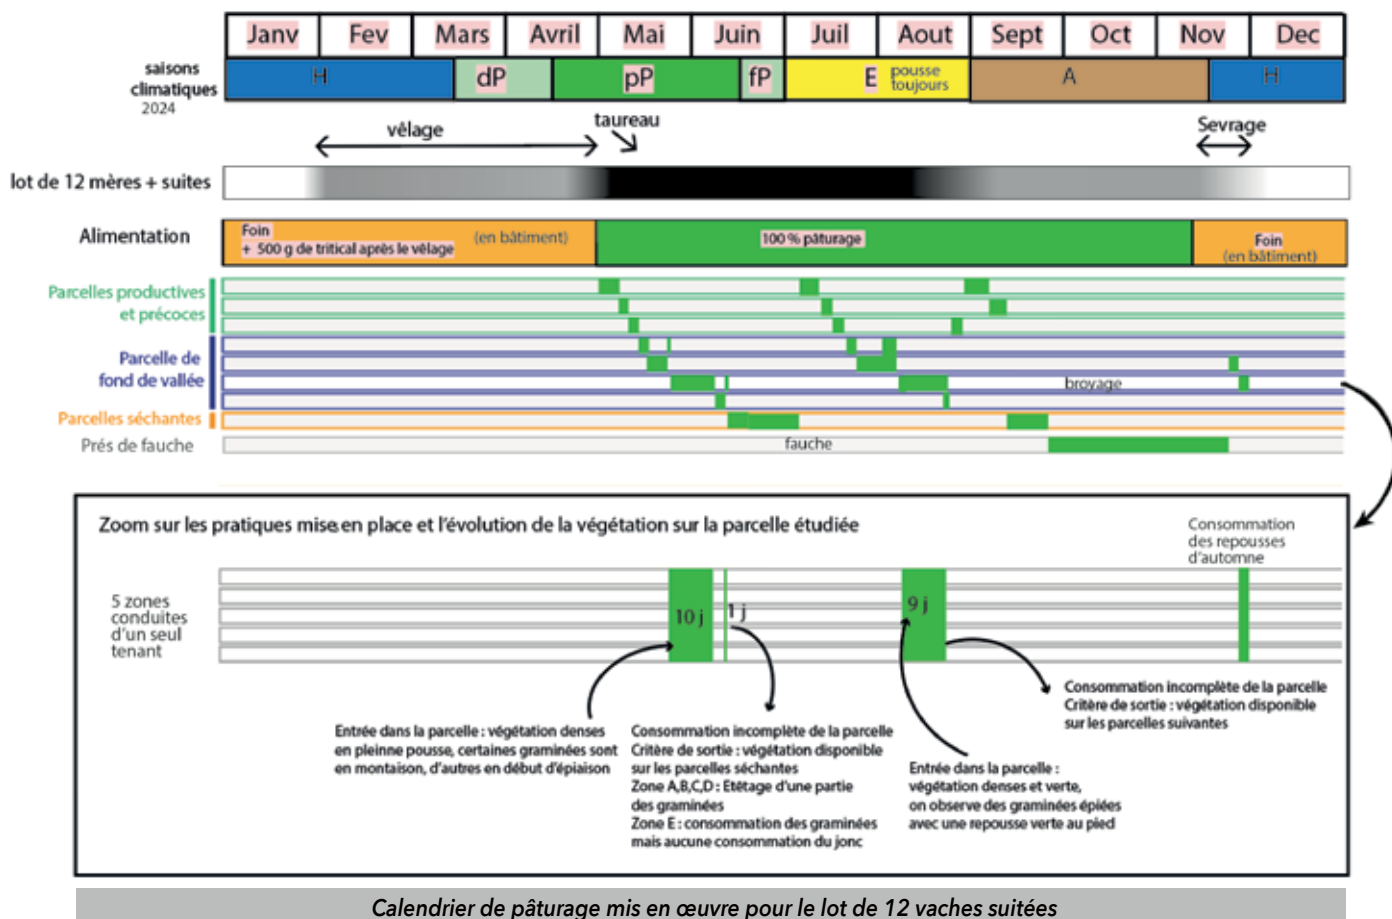 Janv Fev Mars Avril Mai Juin Juil Aout Sept Oct Nov Dec
saisons
climatiques
2024
H dP pP fP E pousse
toujours
A H
vêlage
taureau
Sevrage
lot de 12 mères + suites
Alimentation
Foin
+ 500 g de tritical après le vêlage
(en bâtiment)
100 % pâturage
Foin
(en bâtiment)
Parcelles productives
et précoces
Parcelle de
fond de vallée
broyage
Parcelles séchantes
Prés de fauche
fauche
Zoom sur les pratiques mise en place et l'évolution de la végétation sur la parcelle étudiée
Consommation
des repousses
d'automne
5 zones
conduites
d'un seul
tenant
10 j
1 j
9 j
Entrée dans la parcelle : végétation denses
en pleine pousse, certaines graminées sont
en montaison, d'autres en début d'épiaison
Consommation incomplète de la parcelle
Critère de sortie : végétation disponible
sur les parcelles séchantes
Zone A,B,C,D : Etêtage d'une partie
des graminées
Zone E : consommation des graminées
mais aucune consommation du jonc
Entrée dans la parcelle :
végétation denses et verte,
on observe des graminées épiées
avec une repousse verte au pied
Consommation incomplète de la parcelle
Critère de sortie : végétation disponible
sur les parcelles suivantes
Calendrier de pâturage mis en œuvre pour le lot de 12 vaches suitées